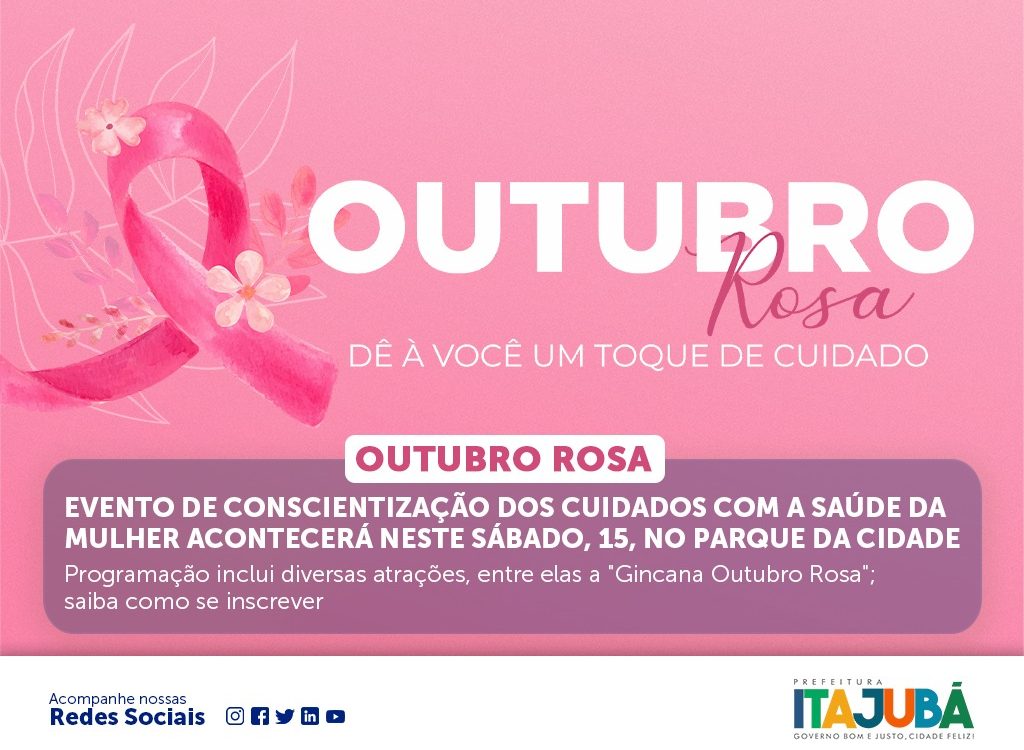 OUTUBRO
Rosa
DÊ À VOCÊ UM TOQUE DE CUIDADO
OUTUBRO ROSA
EVENTO DE CONSCIENTIZAÇÃO DOS CUIDADOS COM A SAÚDE DA
MULHER ACONTECERÁ NESTE SÁBADO, 15, NO PARQUE DA CIDADE
Programação inclui diversas atrações, entre elas a "Gincana Outubro Rosa";
saiba como se inscrever
Acompanhe nossas
Redes Sociais
PREFEITURA
ITAJUBÁ
GOVERNO BOM E JUSTO, CIDADE FELIZ!